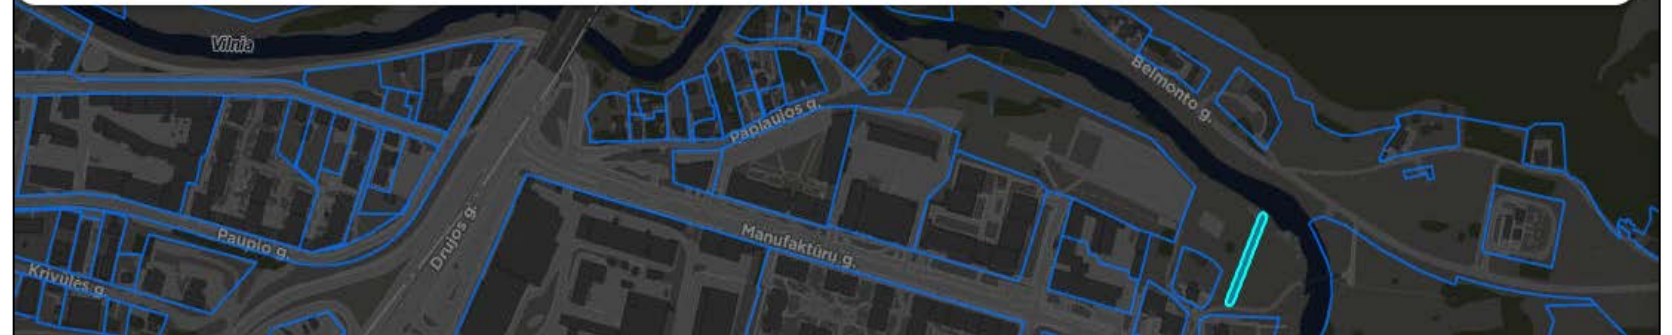 Vilnia
Belmonto g.
Paplaujos g.
Drujos g.
Manufaktūrų g.
Paupio g.
Krivulės g.